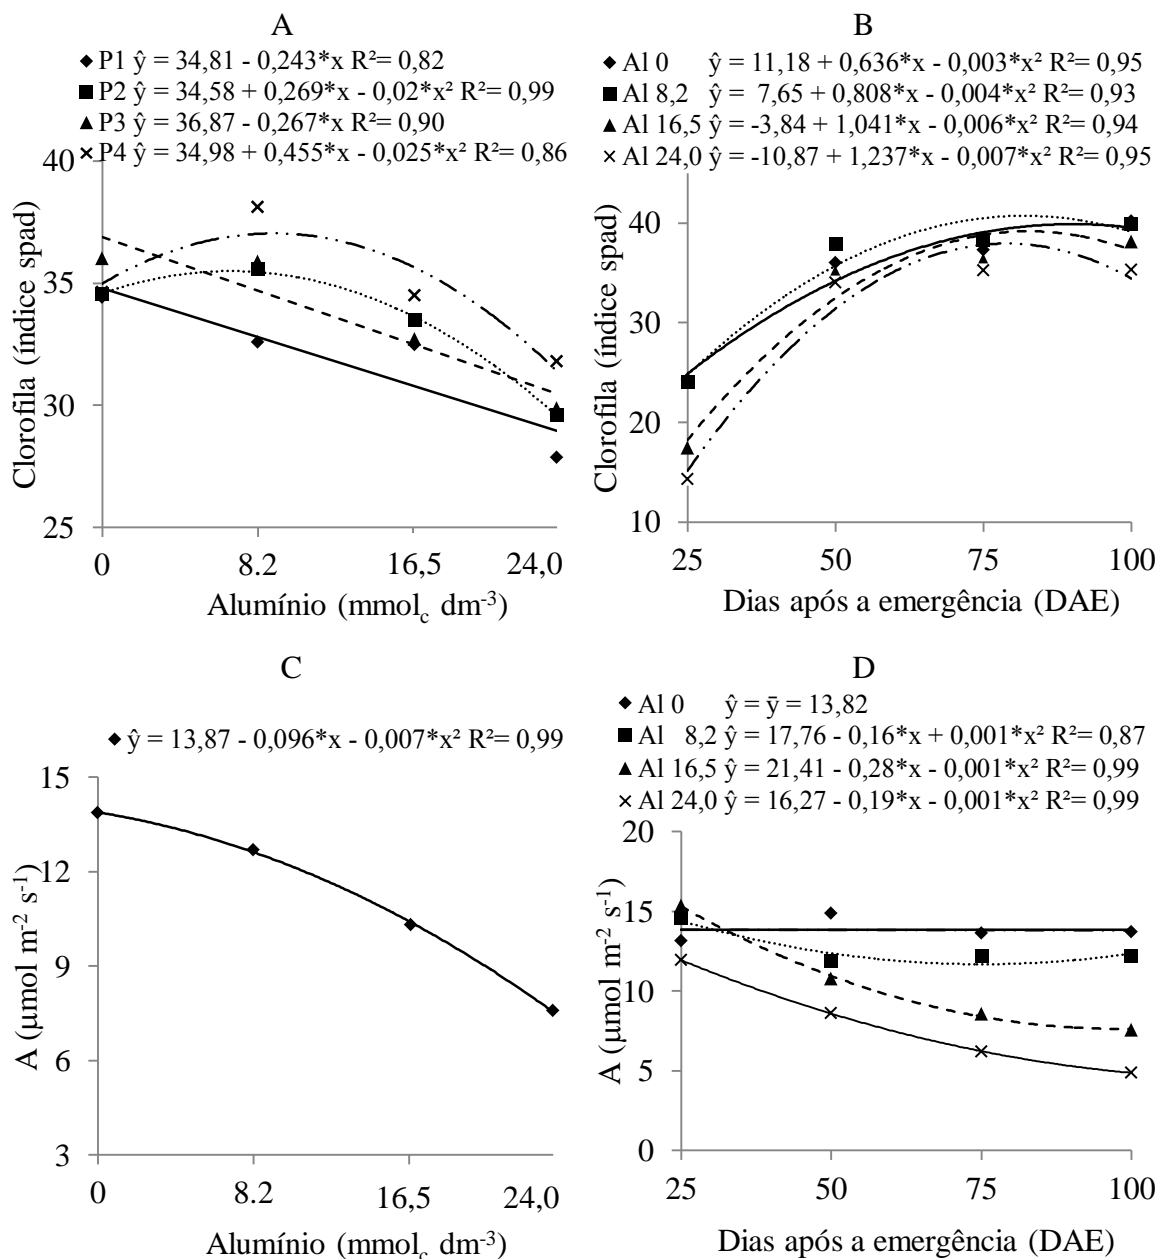 A
◆ P1 ŷ = 34,81 - 0,243*x R²= 0,82
■ P2 ŷ = 34,58 + 0,269*x - 0,02*x² R²= 0,99
▲ P3 ŷ = 36,87 - 0,267*x R²= 0,90
× P4 ŷ = 34,98 + 0,455*x - 0,025*x² R²= 0,86
40
35
30
25
Clorofila (índice spad)
0 8.2 16,5 24,0
Alumínio (mmol_c dm⁻³)
B
◆ Al 0 ŷ = 11,18 + 0,636*x - 0,003*x² R²= 0,95
■ Al 8,2 ŷ = 7,65 + 0,808*x - 0,004*x² R²= 0,93
▲ Al 16,5 ŷ = -3,84 + 1,041*x - 0,006*x² R²= 0,94
× Al 24,0 ŷ = -10,87 + 1,237*x - 0,007*x² R²= 0,95
40
30
20
10
Clorofila (índice spad)
25 50 75 100
Dias após a emergência (DAE)
C
◆ ŷ = 13,87 - 0,096*x - 0,007*x² R²= 0,99
15
12
9
6
3
A (µmol m⁻² s⁻¹)
0 8.2 16,5 24,0
Alumínio (mmol_c dm⁻³)
D
◆ Al 0 ŷ = ȳ = 13,82
■ Al 8,2 ŷ = 17,76 - 0,16*x + 0,001*x² R²= 0,87
▲ Al 16,5 ŷ = 21,41 - 0,28*x - 0,001*x² R²= 0,99
× Al 24,0 ŷ = 16,27 - 0,19*x - 0,001*x² R²= 0,99
20
15
10
5
0
A (µmol m⁻² s⁻¹)
25 50 75 100
Dias após a emergência (DAE)